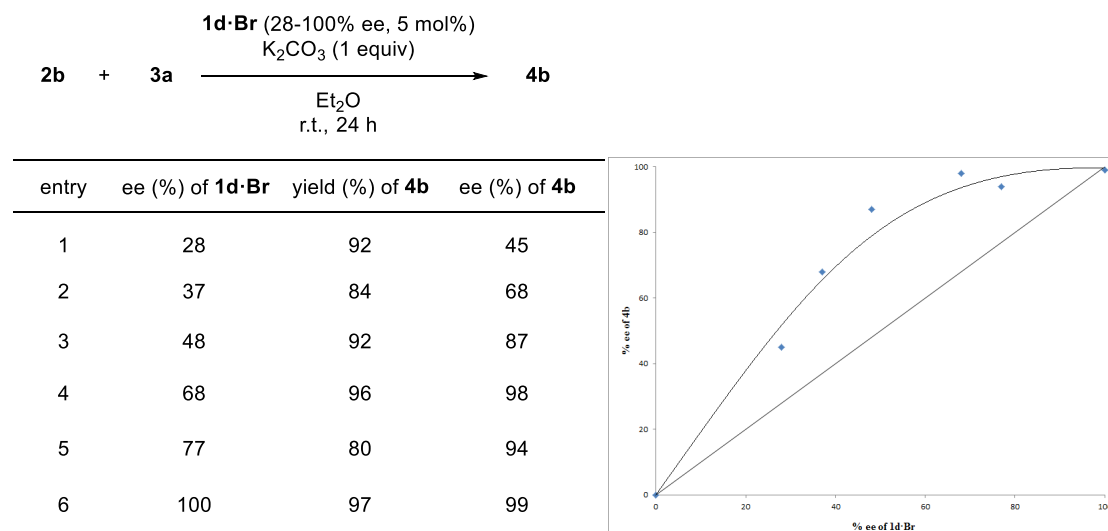 1d·Br (28-100% ee, 5 mol%)
K2CO3 (1 equiv)
2b + 3a 4b
Et2O
r.t., 24 h
entry ee (%) of 1d·Br yield (%) of 4b ee (%) of 4b
1 28 92 45
2 37 84 68
3 48 92 87
4 68 96 98
5 77 80 94
6 100 97 99
100
80
60
40
20
0
% ee of 4b
0 20 40 60 80 100
% ee of 1d·Br